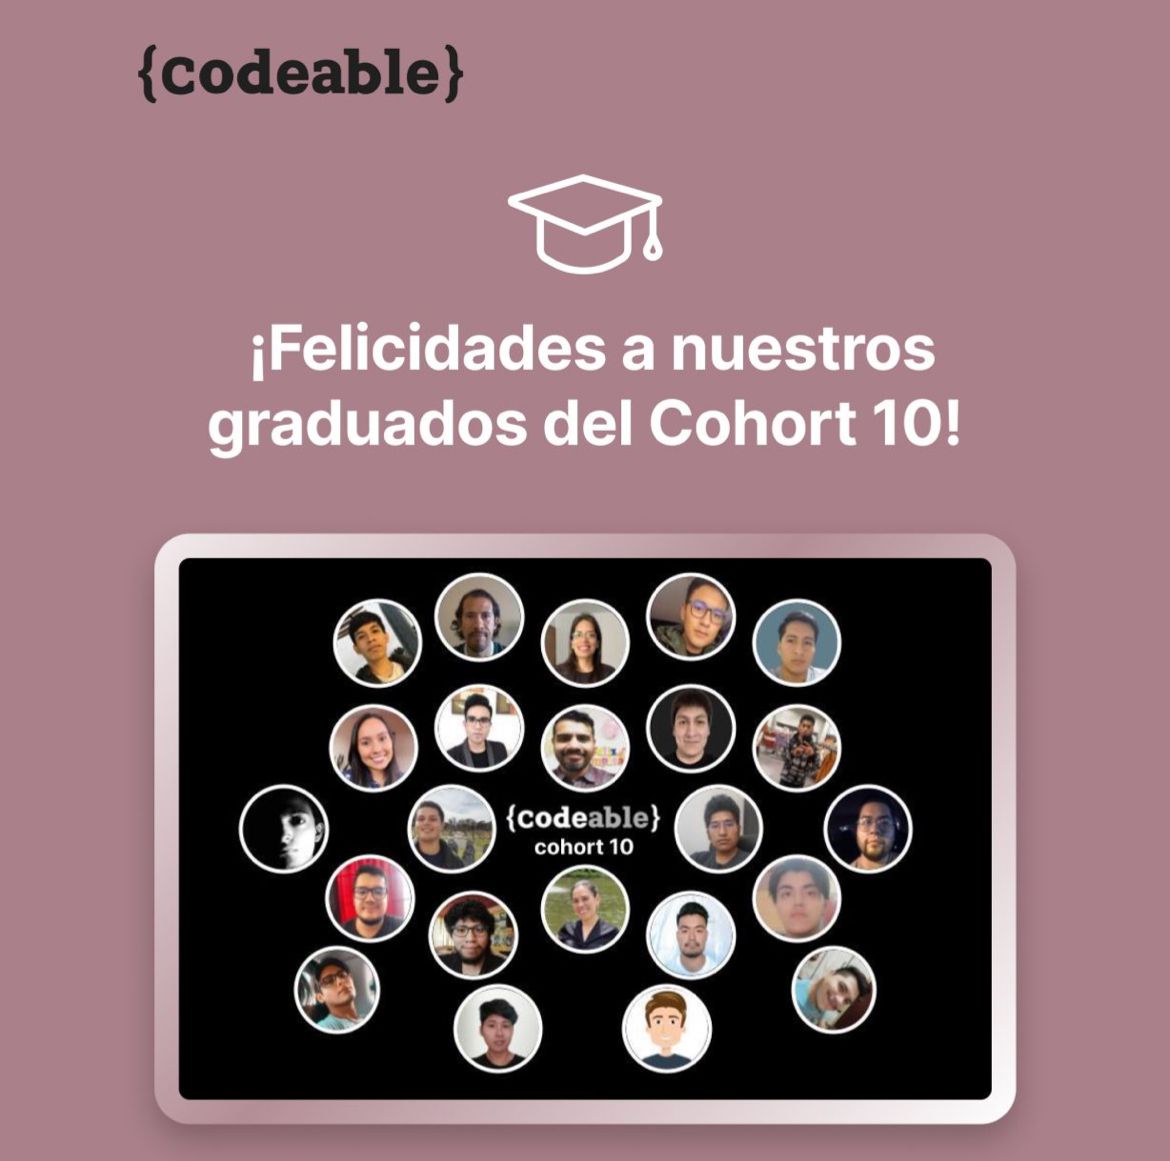 {codeable}
¡Felicidades a nuestros
graduados del Cohort 10!
{codeable}
cohort 10